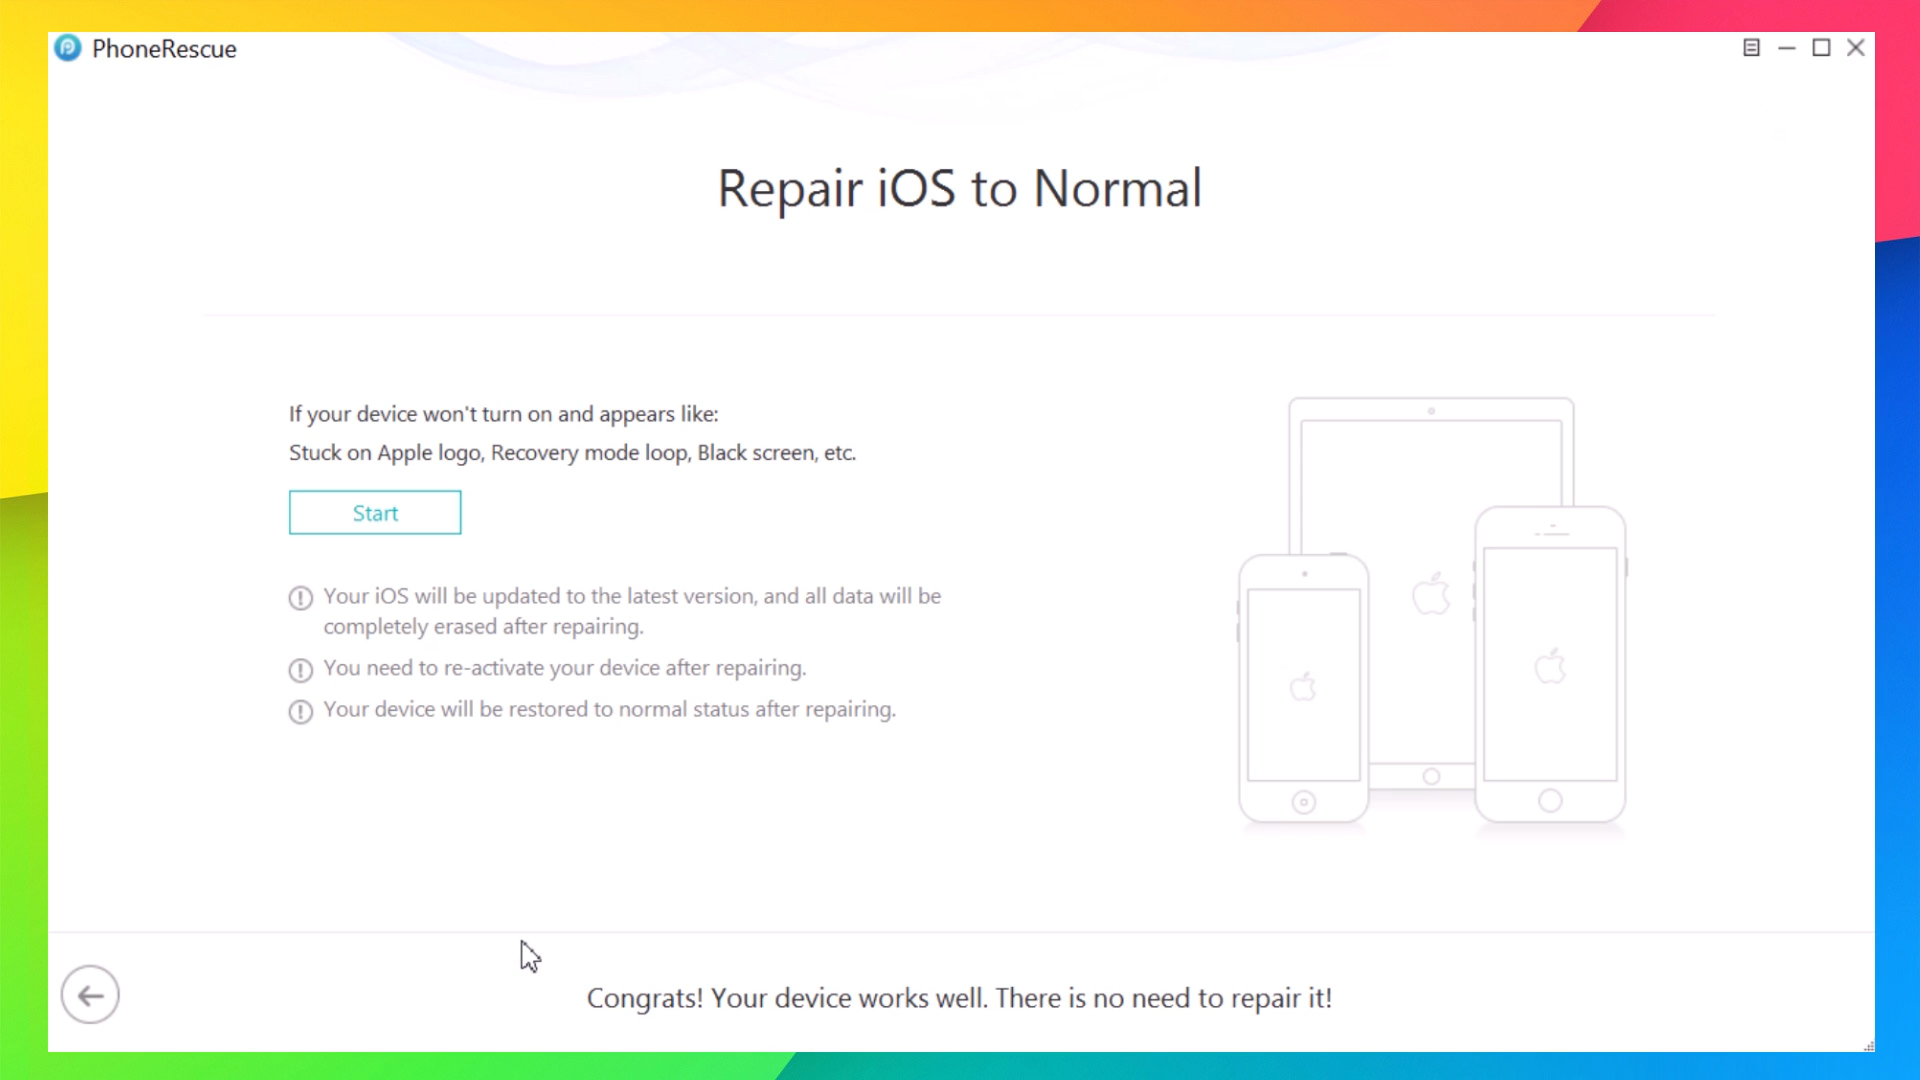 PhoneRescue
Repair iOS to Normal
If your device won't turn on and appears like:
Stuck on Apple logo, Recovery mode loop, Black screen, etc.
Start
Your iOS will be updated to the latest version, and all data will be
completely erased after repairing.
You need to re-activate your device after repairing.
Your device will be restored to normal status after repairing.
Congrats! Your device works well. There is no need to repair it!